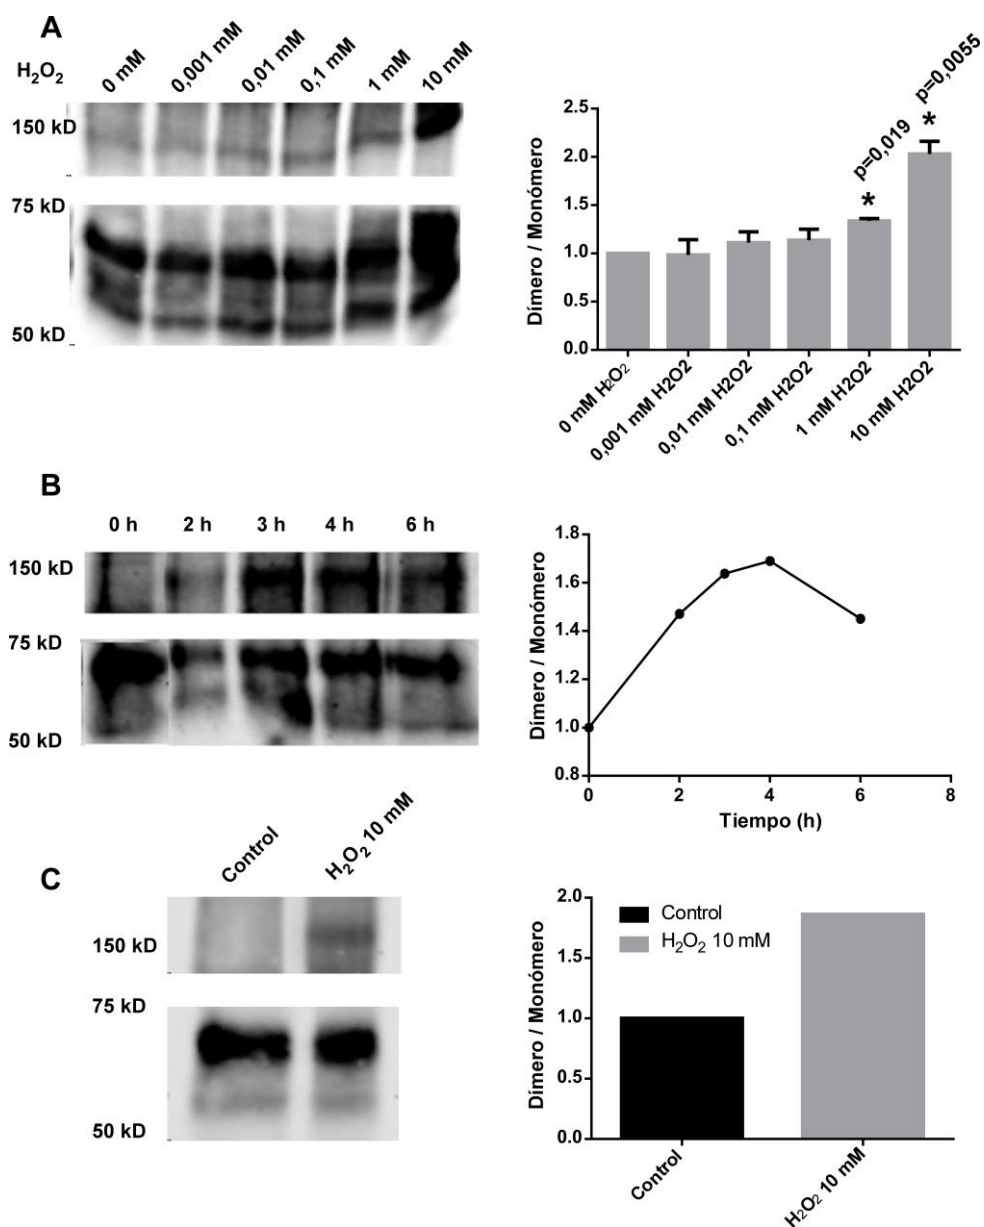 A
H₂O₂
0 mM
0,001 mM
0,01 mM
0,1 mM
1 mM
10 mM
150 kD
75 kD
50 kD
Dímero / Monómero
2.5
2.0
1.5
1.0
0.5
0.0
*
p=0,019
*
p=0,0055
0 mM H₂O₂
0,001 mM H2O2
0,01 mM H2O2
0,1 mM H2O2
1 mM H2O2
10 mM H2O2
B
0 h 2 h 3 h 4 h 6 h
150 kD
75 kD
50 kD
Dímero / Monómero
1.8
1.6
1.4
1.2
1.0
0.8
0 2 4 6 8
Tiempo (h)
C
Control
H₂O₂ 10 mM
150 kD
75 kD
50 kD
Dímero / Monómero
2.0
1.5
1.0
0.5
0.0
Control
H₂O₂ 10 mM
Control
H₂O₂ 10 mM